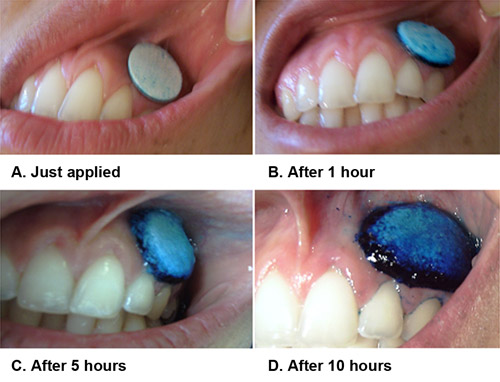 A. Just applied
B. After 1 hour
C. After 5 hours
D. After 10 hours